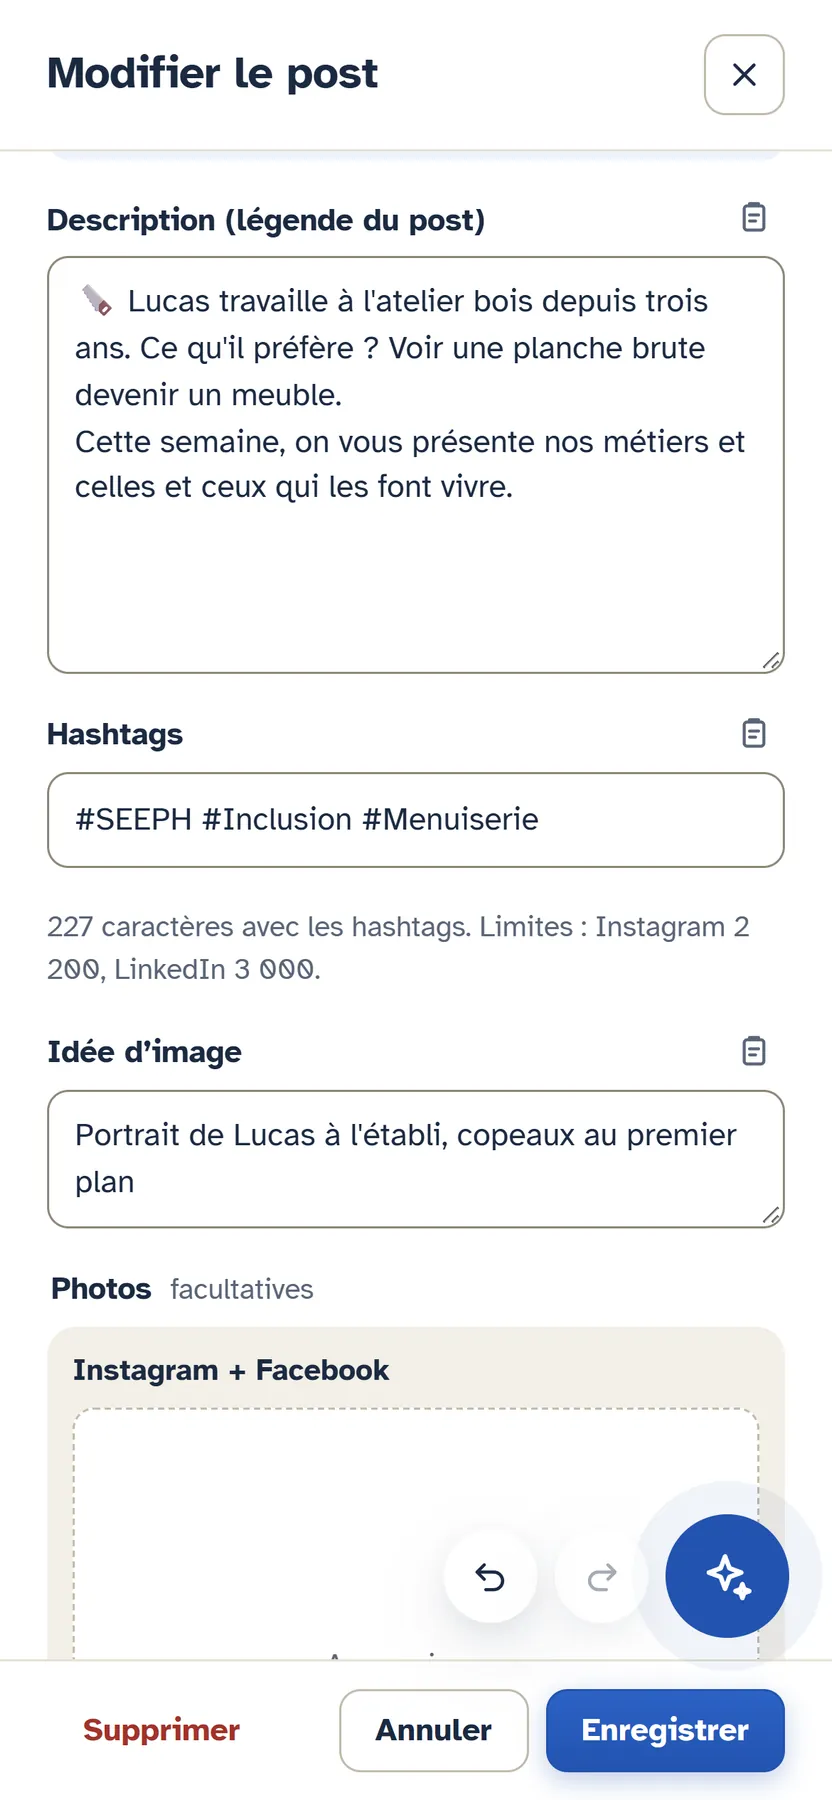 Modifier le post
Description (légende du post)
🪚 Lucas travaille à l'atelier bois depuis trois
ans. Ce qu'il préfère ? Voir une planche brute
devenir un meuble.
Cette semaine, on vous présente nos métiers et
celles et ceux qui les font vivre.
Hashtags
#SEEPH #Inclusion #Menuiserie
227 caractères avec les hashtags. Limites : Instagram 2
200, LinkedIn 3 000.
Idée d’image
Portrait de Lucas à l'établi, copeaux au premier
plan
Photos facultatives
Instagram + Facebook
Supprimer
Annuler
Enregistrer